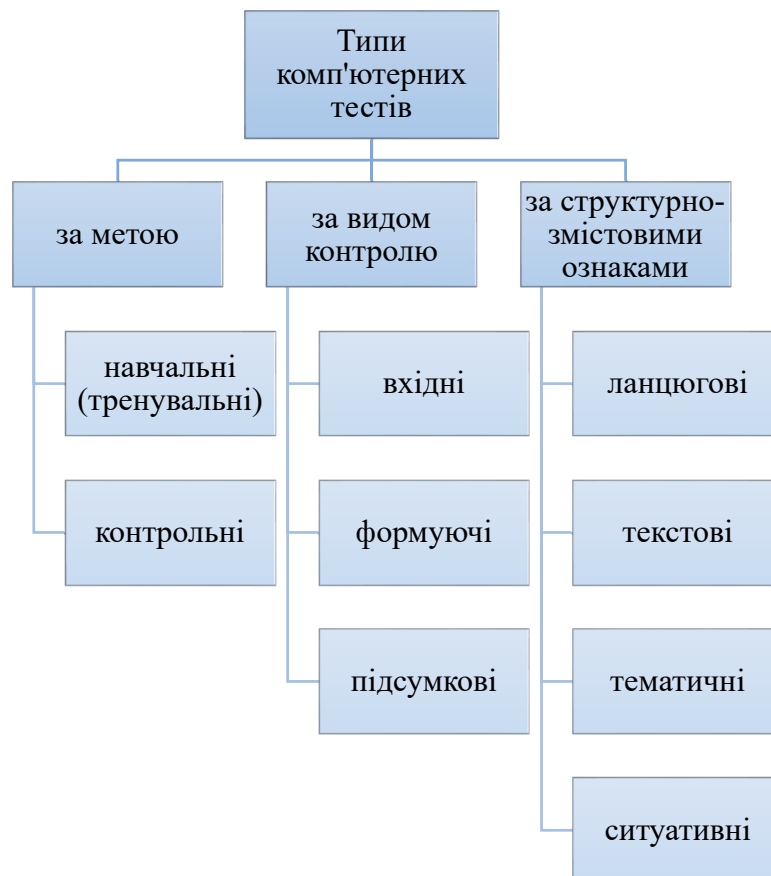 Типи
комп'ютерних
тестів
за метою
навчальні
(тренувальні)
контрольні
за видом
контролю
вхідні
формуючі
підсумкові
за структурно-
змістовими
ознаками
ланцюгові
текстові
тематичні
ситуативні